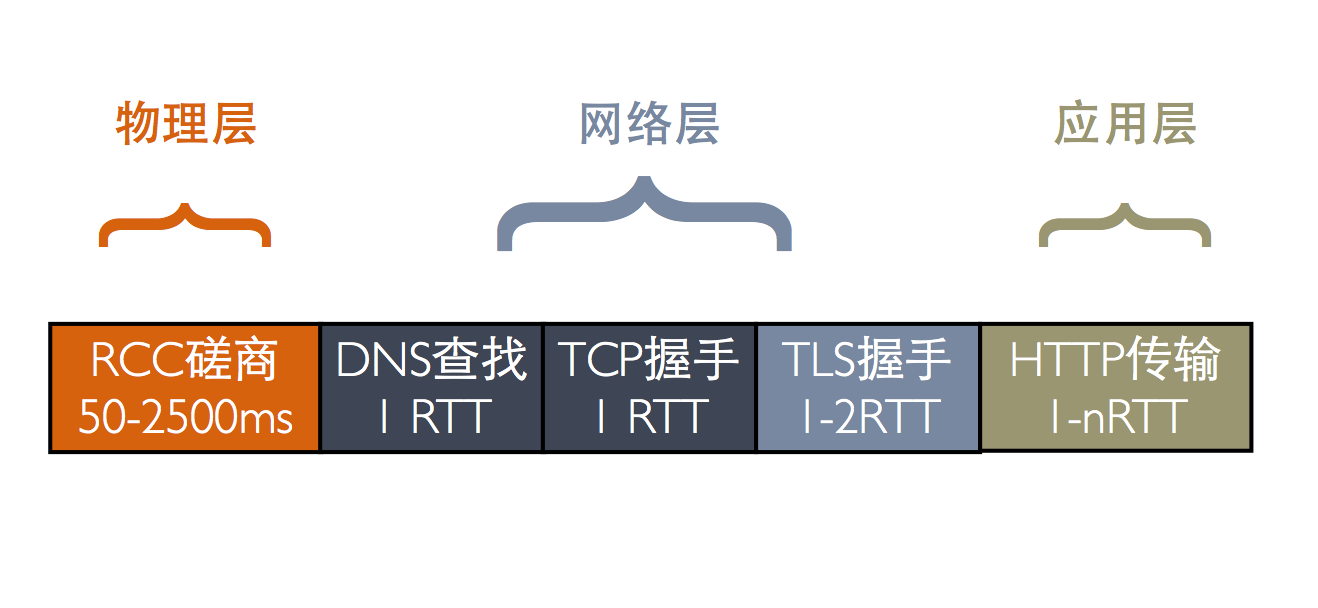 物理层
网络层
应用层
RCC磋商
50-2500ms
DNS查找
1 RTT
TCP握手
1 RTT
TLS握手
1-2RTT
HTTP传输
1-nRTT